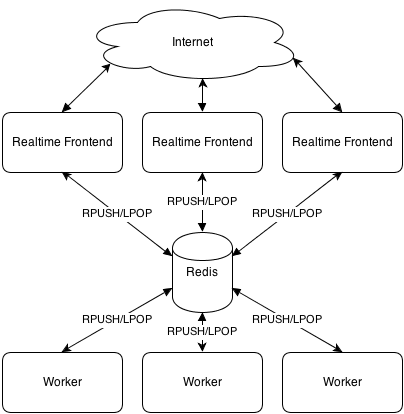 Internet
Realtime Frontend
Realtime Frontend
Realtime Frontend
RPUSH/LPOP
RPUSH/LPOP
RPUSH/LPOP
Redis
RPUSH/LPOP
RPUSH/LPOP
RPUSH/LPOP
Worker
Worker
Worker